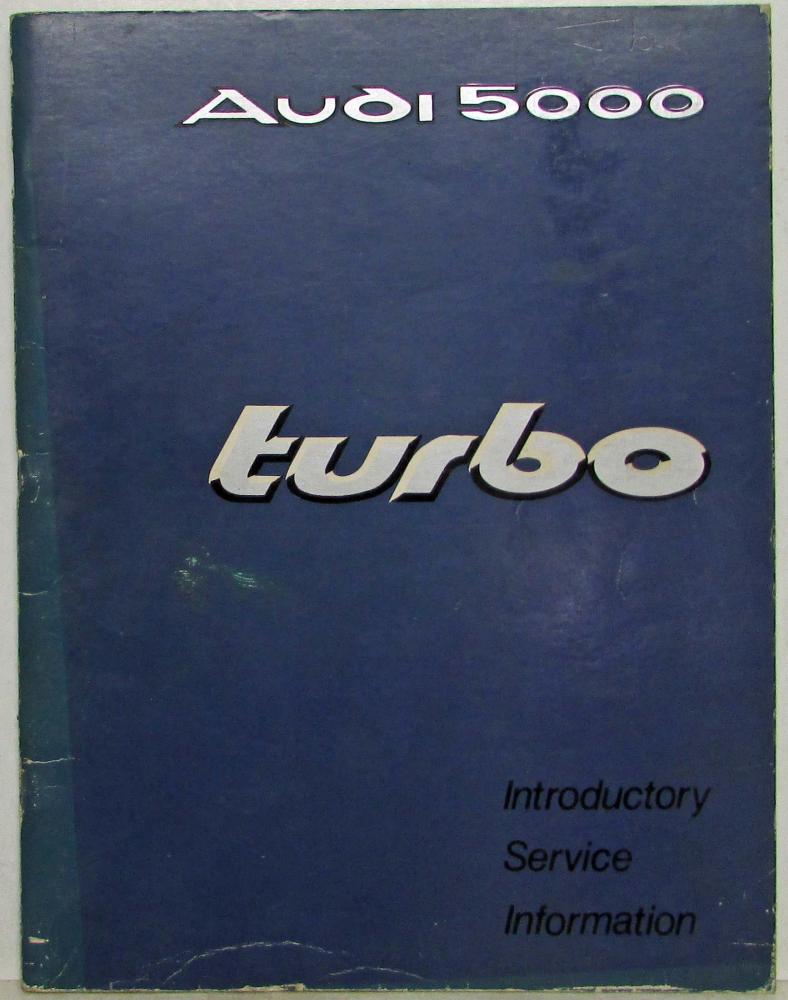 Audi 5000
turbo
Introductory
Service
Information